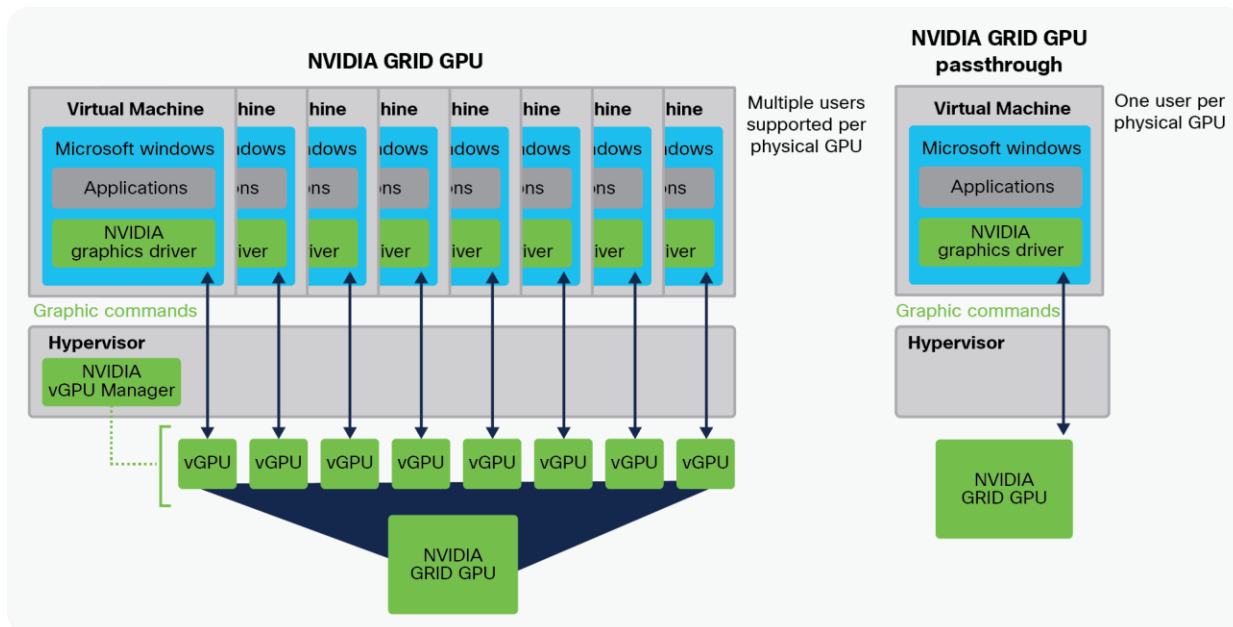 NVIDIA GRID GPU
Virtual Machine
hine
hine
hine
hine
hine
hine
hine
Microsoft windows
ndows
ndows
ndows
ndows
ndows
ndows
ndows
Applications
ons
ons
ons
ons
ons
ons
ons
NVIDIA
graphics driver
iver
iver
iver
iver
iver
iver
iver
Multiple users
supported per
physical GPU
Graphic commands
Hypervisor
NVIDIA
vGPU Manager
vGPU
vGPU
vGPU
vGPU
vGPU
vGPU
vGPU
vGPU
NVIDIA
GRID GPU
NVIDIA GRID GPU
passthrough
Virtual Machine
Microsoft windows
Applications
NVIDIA
graphics driver
One user per
physical GPU
Graphic commands
Hypervisor
NVIDIA
GRID GPU